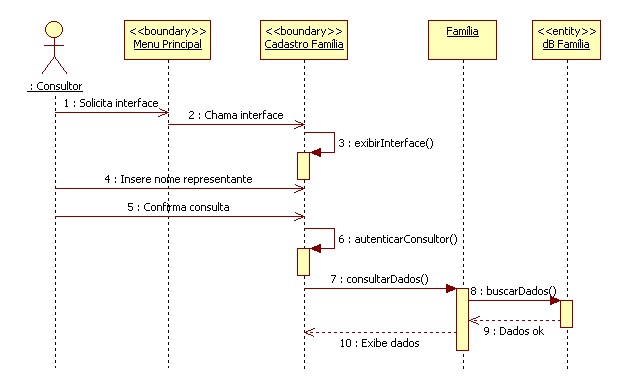 <<boundary>>
Menu Principal
<<boundary>>
Cadastro Família
Família
<<entity>>
dB Família
: Consultor
1 : Solicita interface
2 : Chama interface
3 : exibirInterface()
4 : Insere nome representante
5 : Confirma consulta
6 : autenticarConsultor()
7 : consultarDados()
8 : buscarDados()
9 : Dados ok
10 : Exibe dados